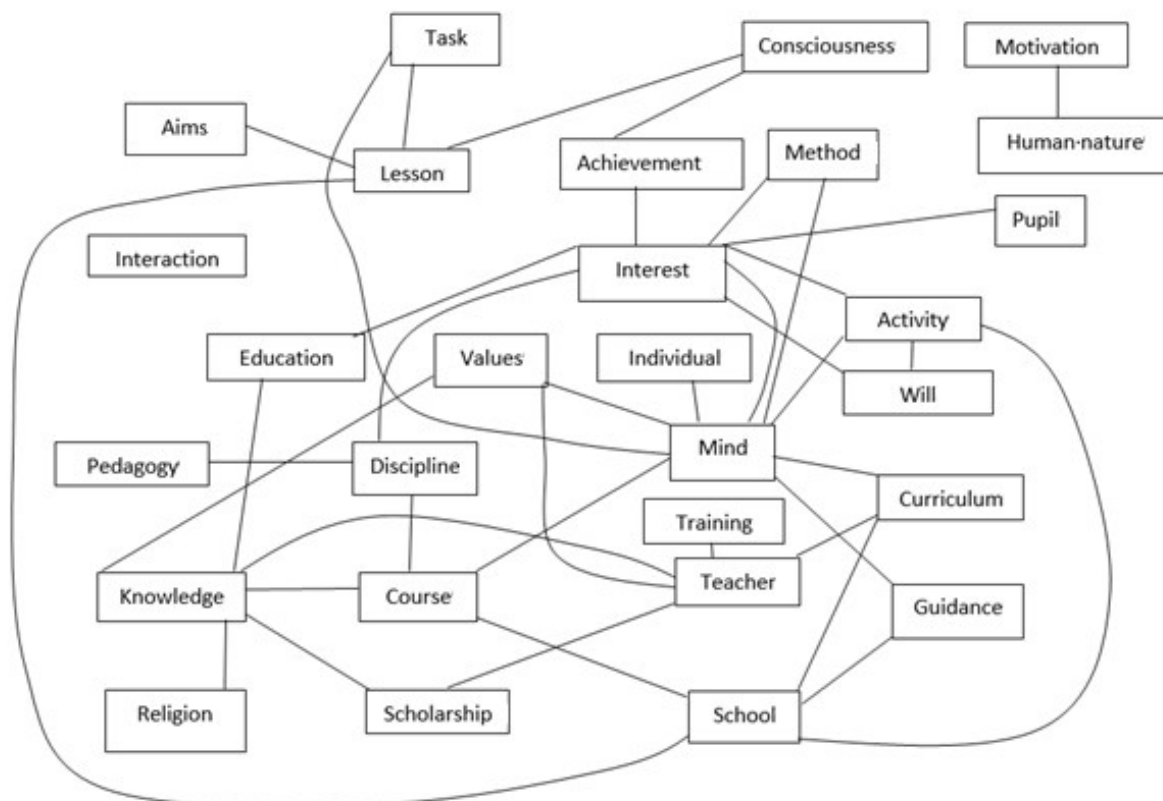 Task
Consciousness
Motivation
Aims
Human-nature
Achievement
Method
Lesson
Pupil
Interaction
Interest
Activity
Education
Values
Individual
Will
Mind
Pedagogy
Discipline
Curriculum
Training
Knowledge
Course
Teacher
Guidance
Religion
Scholarship
School